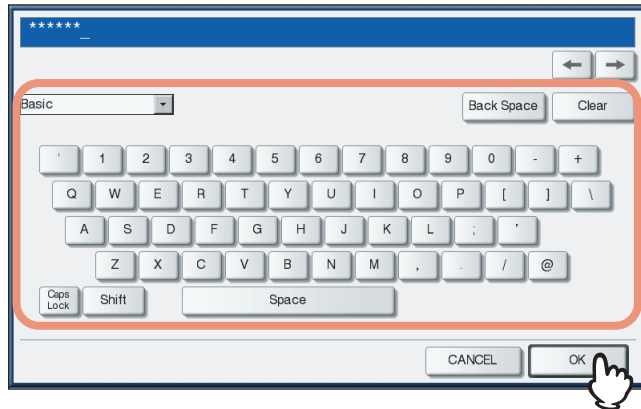 ******_
← →
Basic Back Space Clear
` 1 2 3 4 5 6 7 8 9 0 - +
Q W E R T Y U I O P [ ] \
A S D F G H J K L ; '
Z X C V B N M , . / @
Caps Lock Shift Space
CANCEL OK